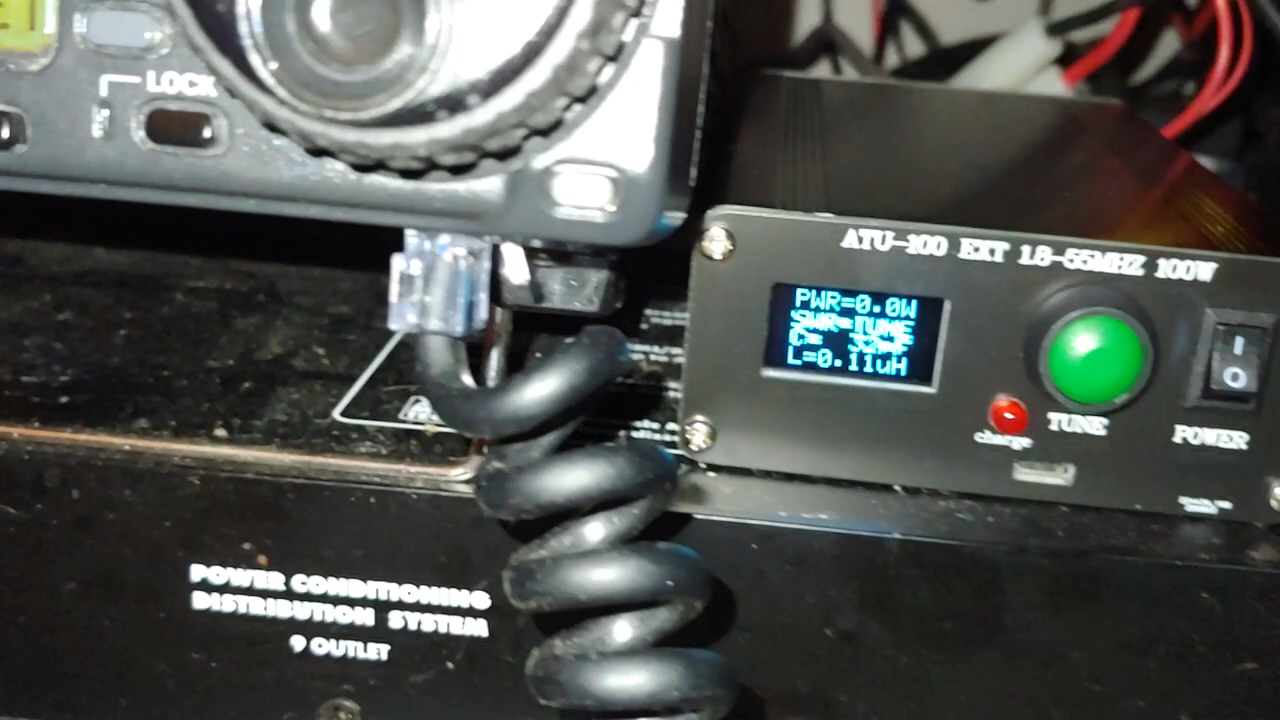 LOCK
ATU-100 EXT 1.8-55MHZ 100W
PWR=0.0W
SWR=TUNE
L=0.11uH
charge
TUNE
I
O
POWER
POWER CONDITIONING
DISTRIBUTION SYSTEM
9 OUTLET